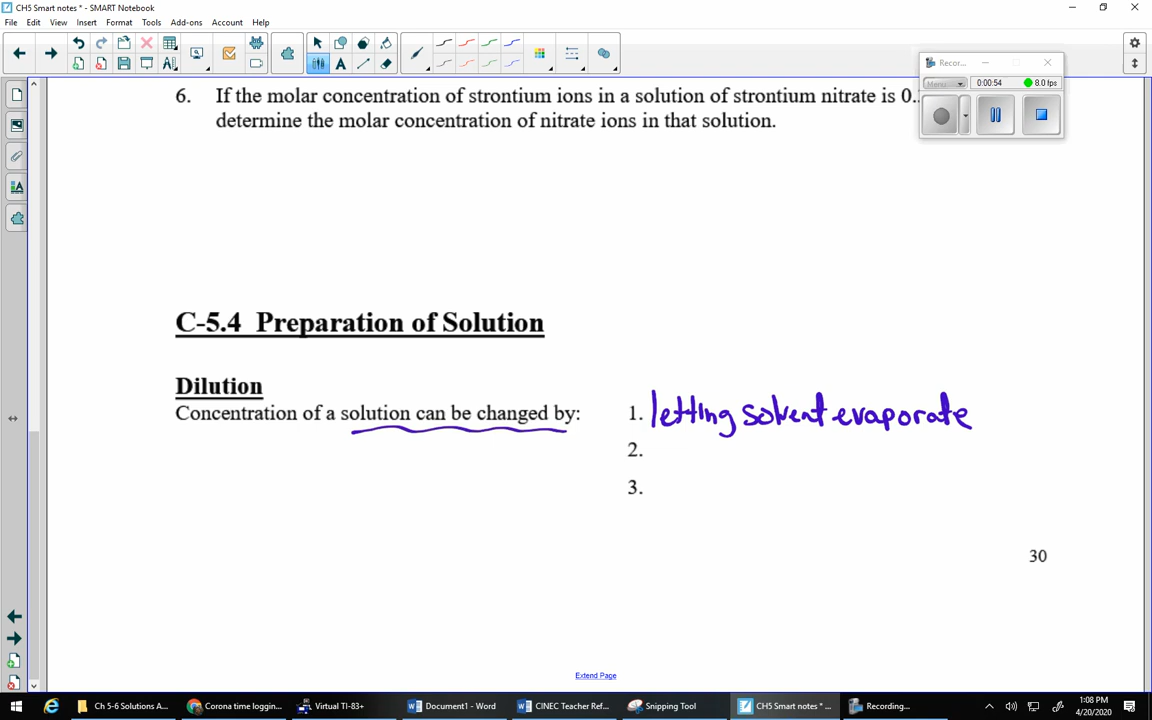 CH5 Smart notes * - SMART Notebook
File Edit View Insert Format Tools Add-ons Account Help
Recor...
Menu
0:00:54
8.0 fps
6. If the molar concentration of strontium ions in a solution of strontium nitrate is 0..
determine the molar concentration of nitrate ions in that solution.
C-5.4 Preparation of Solution
Dilution
Concentration of a solution can be changed by: 1. letting solvent evaporate
2.
3.
30
Extend Page
Ch 5-6 Solutions A...
Corona time loggin...
Virtual TI-83+
Document1 - Word
CINEC Teacher Ref...
Snipping Tool
CH5 Smart notes * ...
Recording...
1:08 PM
4/20/2020